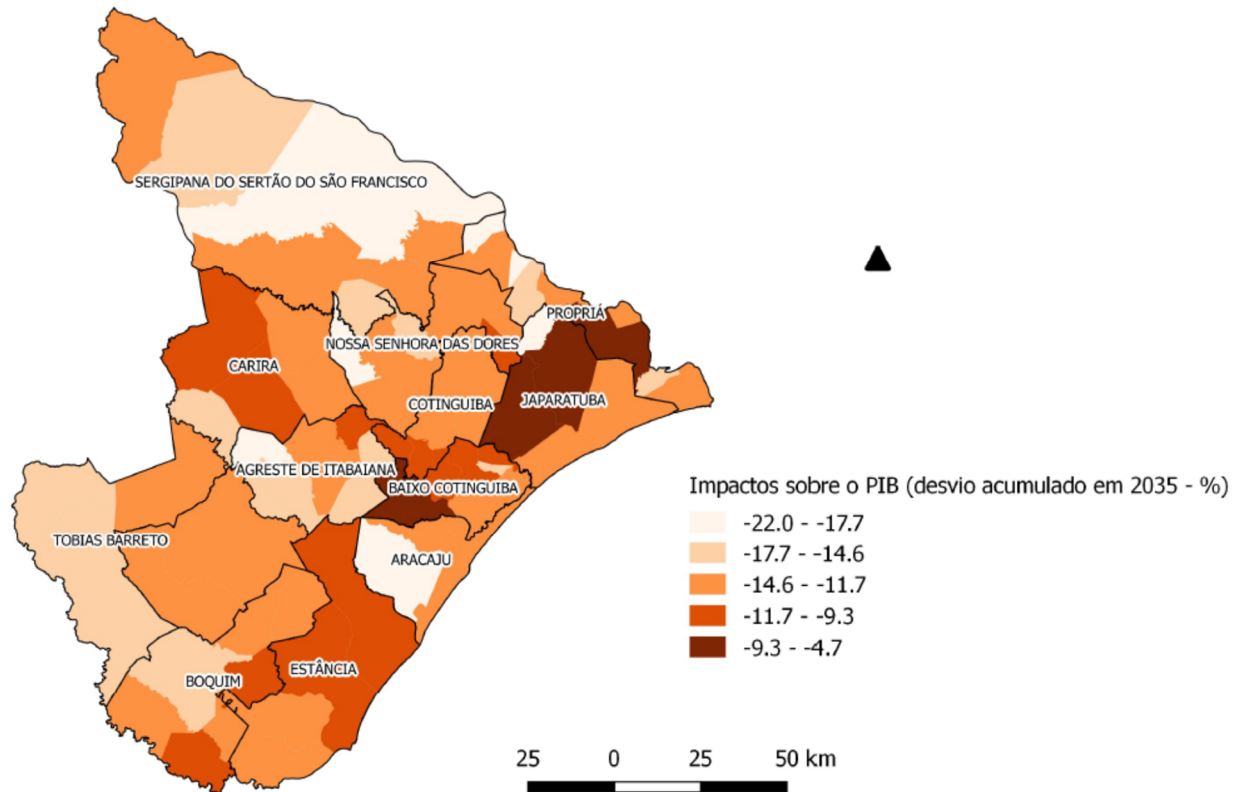 SERGIPANA DO SERTÃO DO SÃO FRANCISCO
PROPRIÁ
NOSSA SENHORA DAS DORES
CARIRA
COTINGUIBA
JAPARATUBA
AGRESTE DE ITABAIANA
BAIXO COTINGUIBA
TOBIAS BARRETO
ARACAJU
ESTÂNCIA
BOQUIM
Impactos sobre o PIB (desvio acumulado em 2035 - %)
-22.0 - -17.7
-17.7 - -14.6
-14.6 - -11.7
-11.7 - -9.3
-9.3 - -4.7
25 0 25 50 km